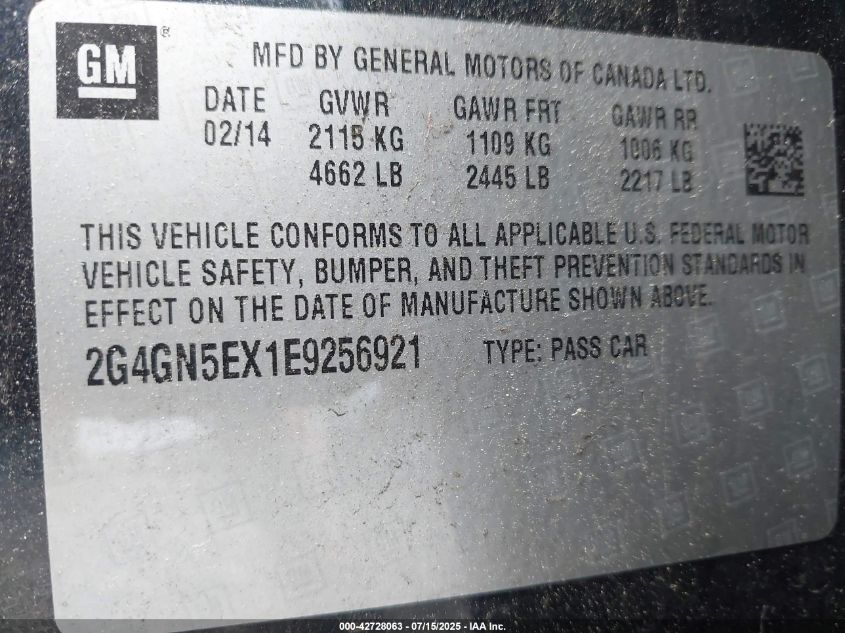 GM®
MFD BY GENERAL MOTORS OF CANADA LTD.
DATE GVWR GAWR FRT GAWR RR
02/14 2115 KG 1109 KG 1006 KG
4662 LB 2445 LB 2217 LB
THIS VEHICLE CONFORMS TO ALL APPLICABLE U.S. FEDERAL MOTOR
VEHICLE SAFETY, BUMPER, AND THEFT PREVENTION STANDARDS IN
EFFECT ON THE DATE OF MANUFACTURE SHOWN ABOVE.
2G4GN5EX1E9256921 TYPE: PASS CAR
000-42728063 - 07/15/2025 - IAA Inc.